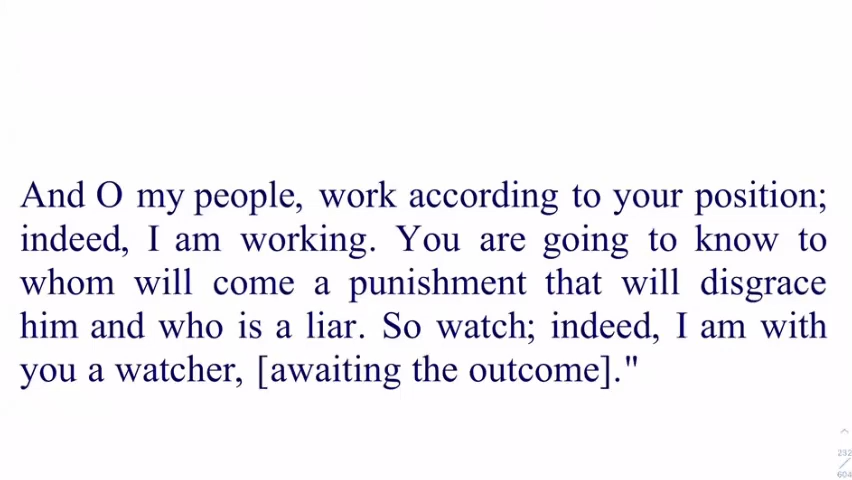 And O my people, work according to your position;
indeed, I am working. You are going to know to
whom will come a punishment that will disgrace
him and who is a liar. So watch; indeed, I am with
you a watcher, [awaiting the outcome]."
232
/
604